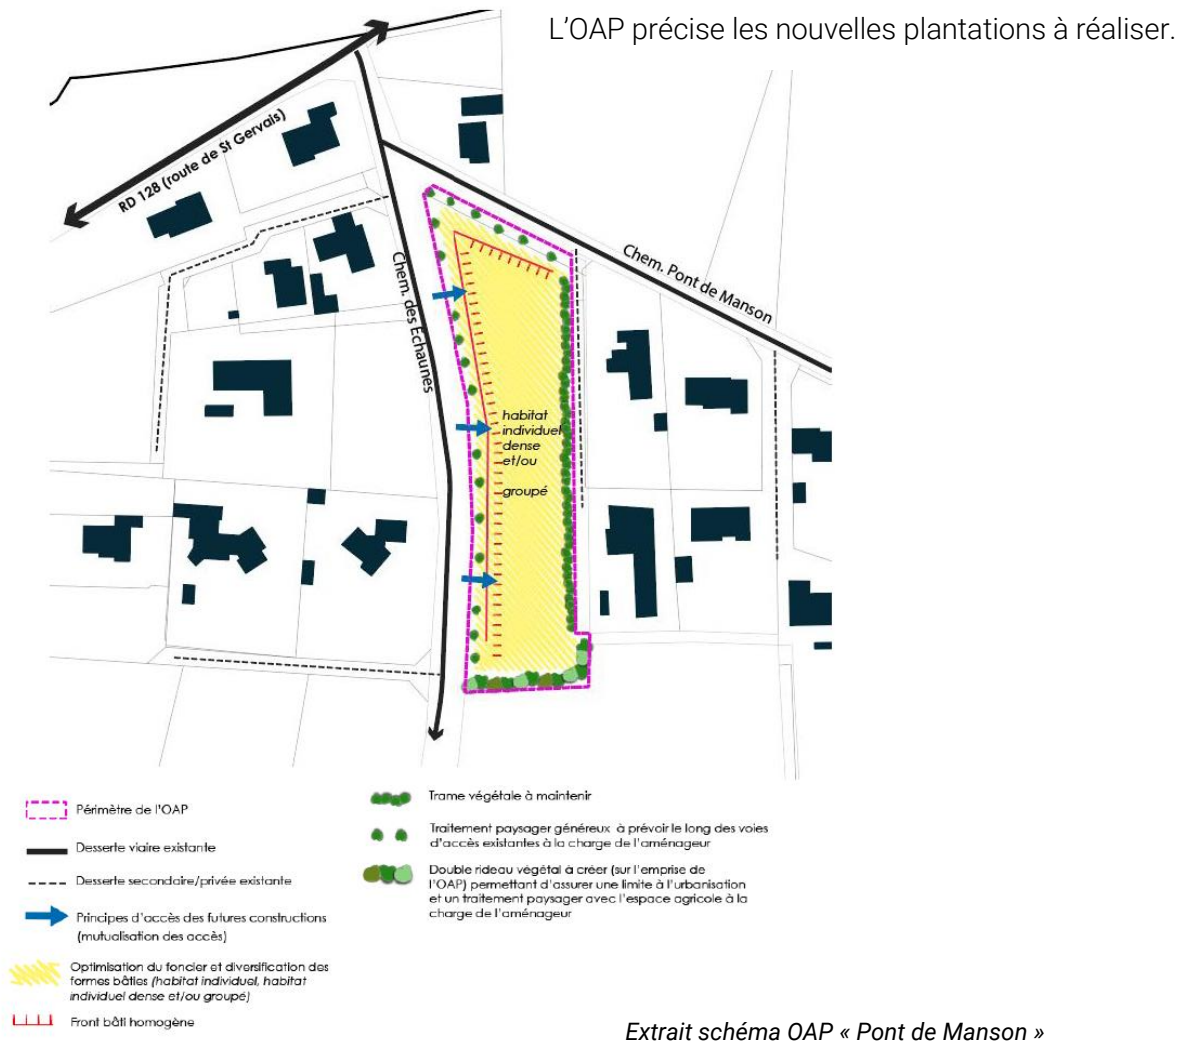 L'OAP précise les nouvelles plantations à réaliser.
RD 128 (route de St Gervais)
Chem. des Echaunes
Chem. Pont de Manson
habitat
individuel
dense
et/ou
groupé
Périmètre de l'OAP
Desserte viaire existante
Desserte secondaire/privée existante
Principes d'accès des futures constructions
(mutualisation des accès)
Optimisation du foncier et diversification des
formes bâties (habitat individuel, habitat
individuel dense et/ou groupé)
Front bâti homogène
Trame végétale à maintenir
Traitement paysager généreux à prévoir le long des voies
d'accès existantes à la charge de l'aménageur
Double rideau végétal à créer (sur l'emprise de
l'OAP) permettant d'assurer une limite à l'urbanisation
et un traitement paysager avec l'espace agricole à la
charge de l'aménageur
Extrait schéma OAP « Pont de Manson »